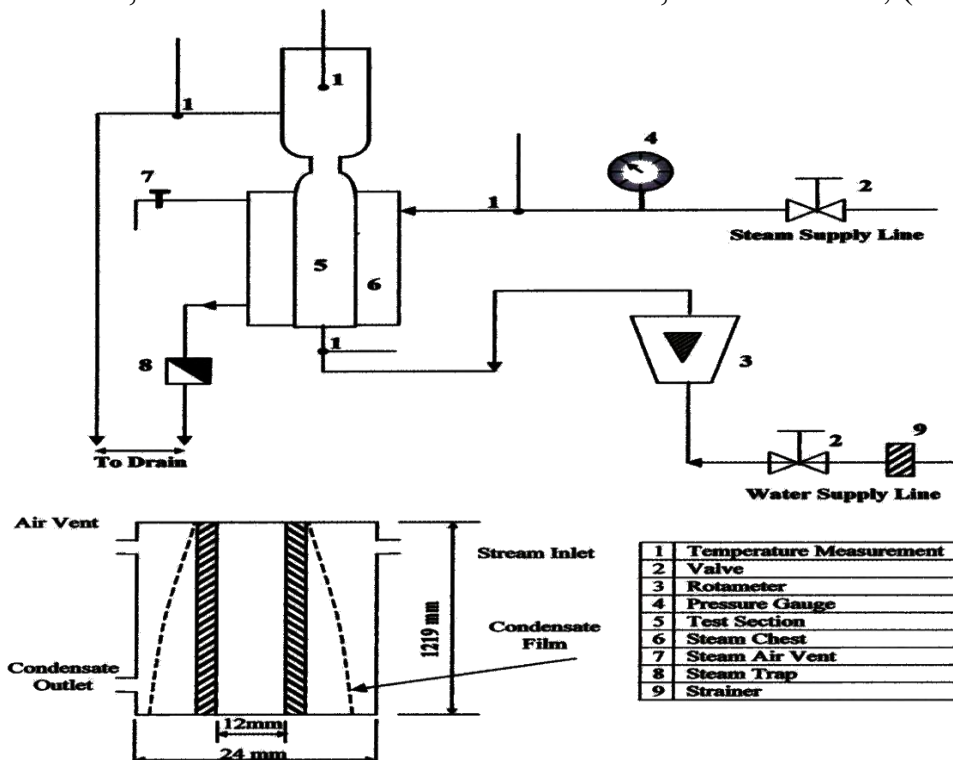 1
1
4
7
2
1
Steam Supply Line
5
6
1
3
8
2
9
To Drain
Water Supply Line
Air Vent
Stream Inlet
Condensate
Film
Condensate
Outlet
1219 mm
12mm
24 mm
1 Temperature Measurement
2 Valve
3 Rotameter
4 Pressure Gauge
5 Test Section
6 Steam Chest
7 Steam Air Vent
8 Steam Trap
9 Strainer